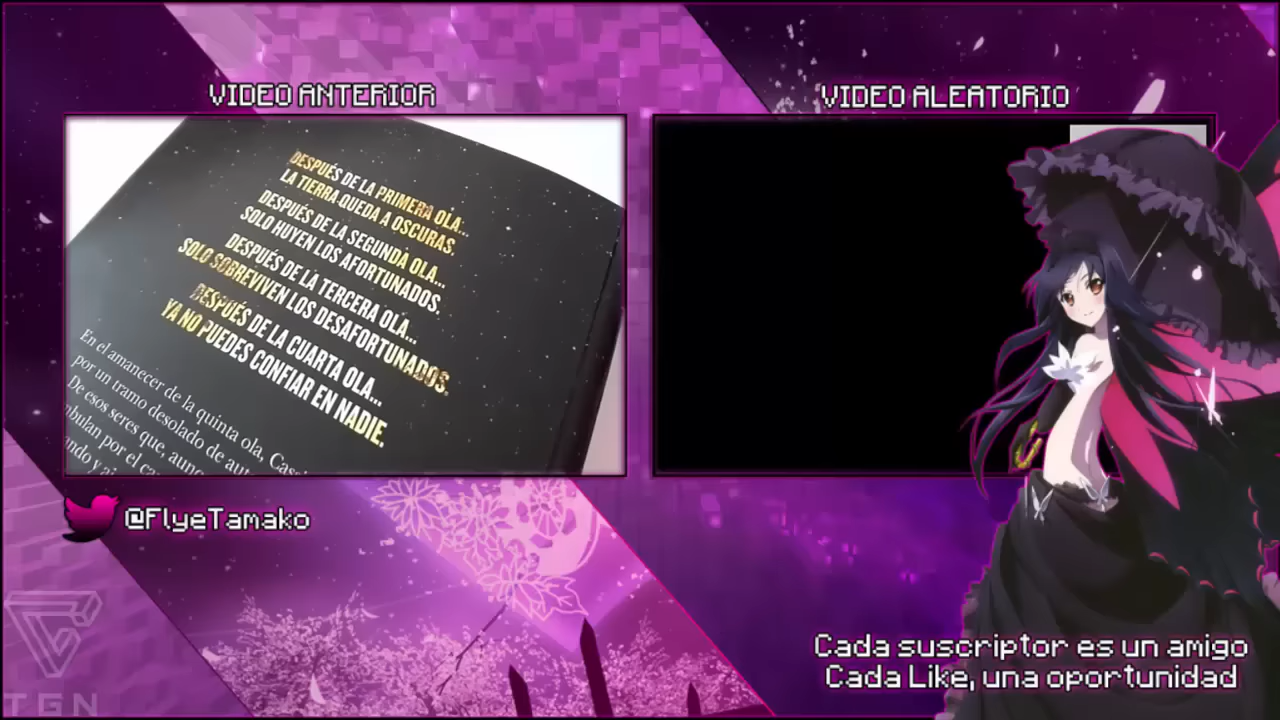 VIDEO ANTERIOR
VIDEO ALEATORIO
DESPUÉS DE LA PRIMERA OLA...
LA TIERRA QUEDA A OSCURAS.
DESPUÉS DE LA SEGUNDA OLA...
SOLO HUYEN LOS AFORTUNADOS.
DESPUÉS DE LA TERCERA OLA...
SOLO SOBREVIVEN LOS DESAFORTUNADOS.
DESPUÉS DE LA CUARTA OLA...
YA NO PUEDES CONFIAR EN NADIE.
En el amanecer de la quinta ola,
por un tramo desolado de
De esos seres que,
por el
@FlyeTamako
Cada suscriptor es un amigo
Cada Like, una oportunidad
TGN